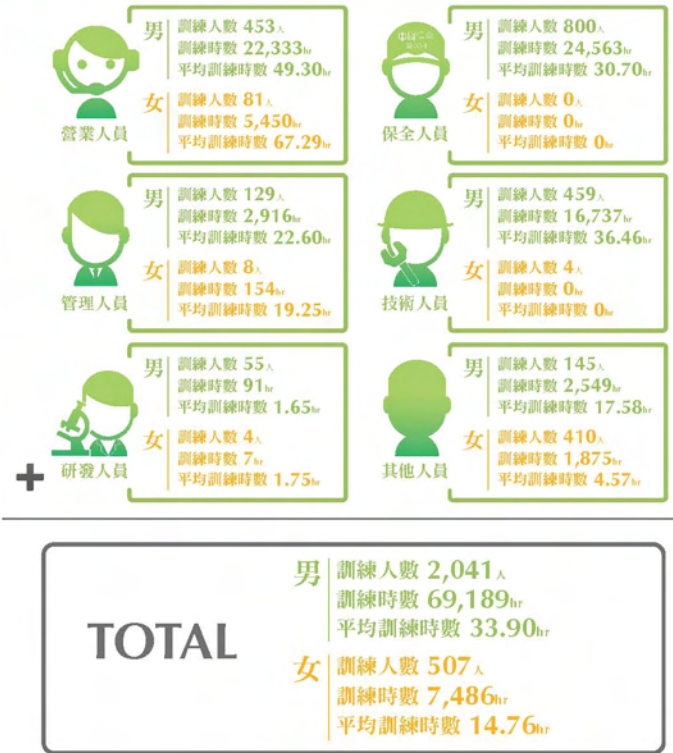 男
訓練人數 453人
訓練時數 22,333hr
平均訓練時數 49.30hr
女
訓練人數 81人
訓練時數 5,450hr
平均訓練時數 67.29hr
營業人員
男
訓練人數 800人
訓練時數 24,563hr
平均訓練時數 30.70hr
女
訓練人數 0人
訓練時數 0hr
平均訓練時數 0hr
保全人員
男
訓練人數 129人
訓練時數 2,916hr
平均訓練時數 22.60hr
女
訓練人數 8人
訓練時數 154hr
平均訓練時數 19.25hr
管理人員
男
訓練人數 459人
訓練時數 16,737hr
平均訓練時數 36.46hr
女
訓練人數 4人
訓練時數 0hr
平均訓練時數 0hr
技術人員
男
訓練人數 55人
訓練時數 91hr
平均訓練時數 1.65hr
女
訓練人數 4人
訓練時數 7hr
平均訓練時數 1.75hr
+
研發人員
男
訓練人數 145人
訓練時數 2,549hr
平均訓練時數 17.58hr
女
訓練人數 410人
訓練時數 1,875hr
平均訓練時數 4.57hr
其他人員
TOTAL
男
訓練人數 2,041人
訓練時數 69,189hr
平均訓練時數 33.90hr
女
訓練人數 507人
訓練時數 7,486hr
平均訓練時數 14.76hr